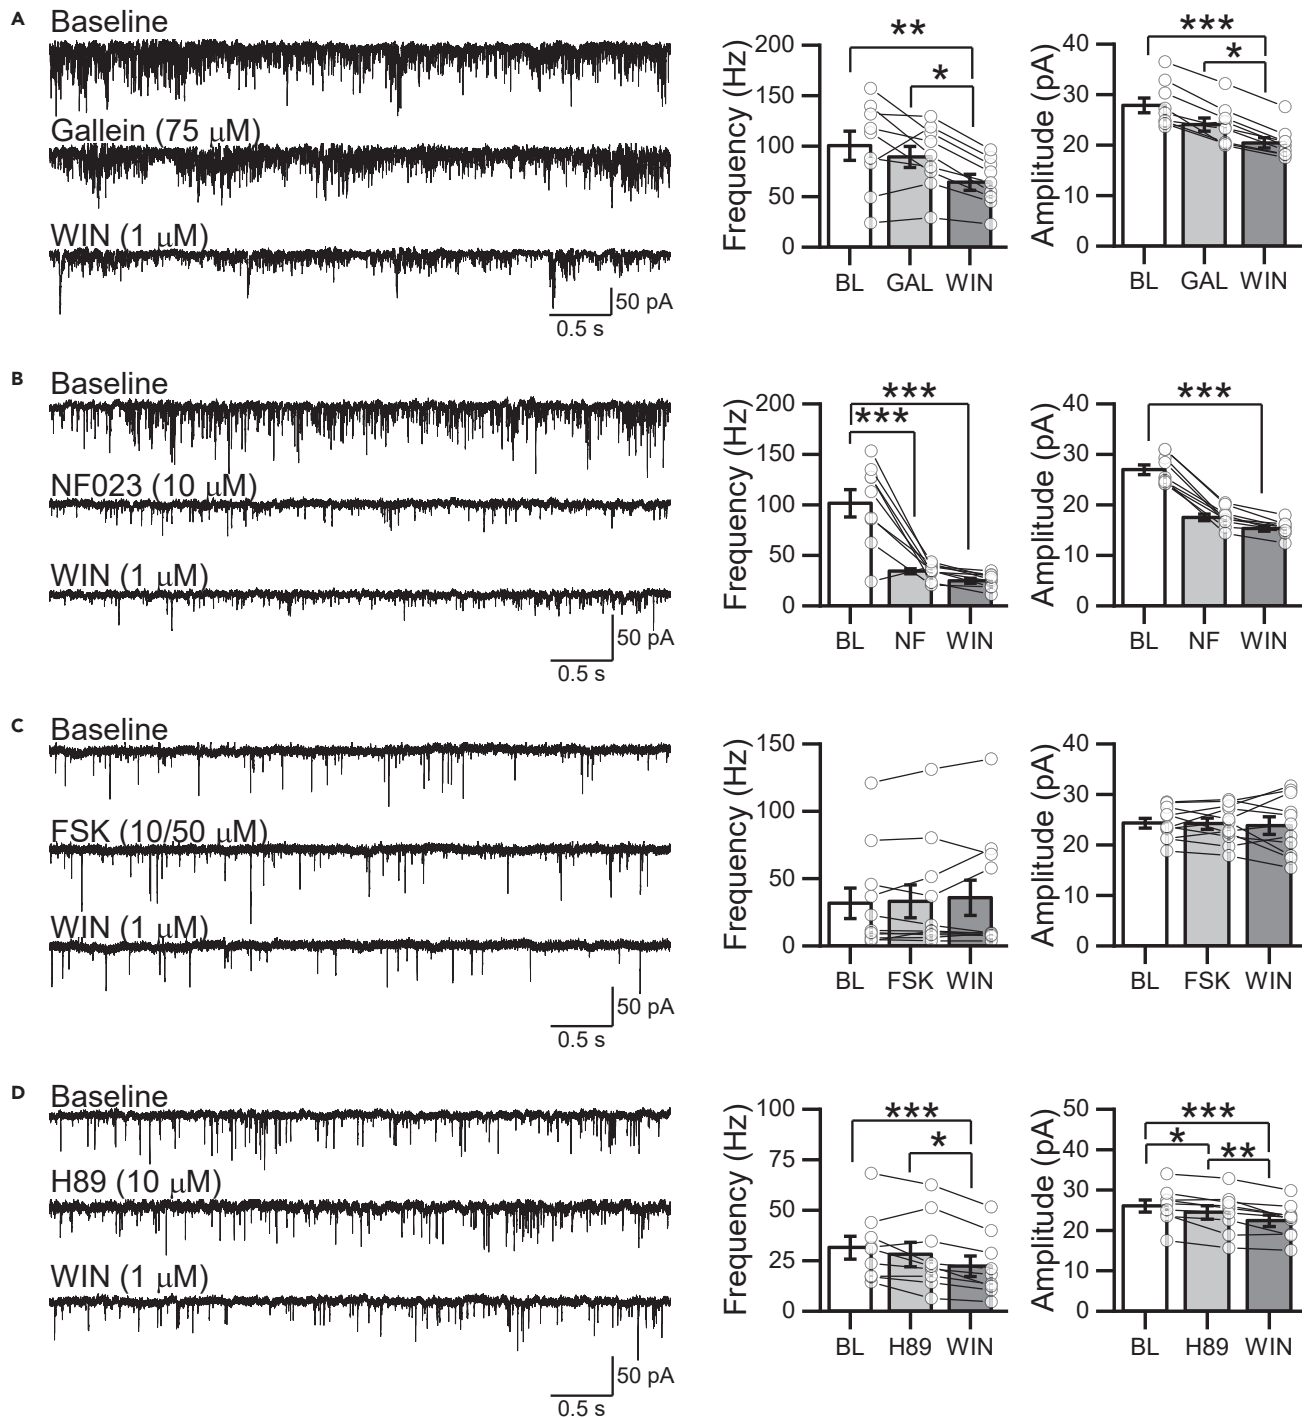 A
Baseline
Gallein (75 μM)
WIN (1 μM)
50 pA
0.5 s
Frequency (Hz)
200
150
100
50
0
**
*
BL GAL WIN
Amplitude (pA)
40
30
20
10
0
***
*
BL GAL WIN
B
Baseline
NF023 (10 μM)
WIN (1 μM)
50 pA
0.5 s
Frequency (Hz)
200
150
100
50
0
***
***
BL NF WIN
Amplitude (pA)
40
30
20
10
0
***
BL NF WIN
C
Baseline
FSK (10/50 μM)
WIN (1 μM)
50 pA
0.5 s
Frequency (Hz)
150
100
50
0
BL FSK WIN
Amplitude (pA)
40
30
20
10
0
BL FSK WIN
D
Baseline
H89 (10 μM)
WIN (1 μM)
50 pA
0.5 s
Frequency (Hz)
100
75
50
25
0
***
*
BL H89 WIN
Amplitude (pA)
50
40
30
20
10
0
***
*
**
BL H89 WIN